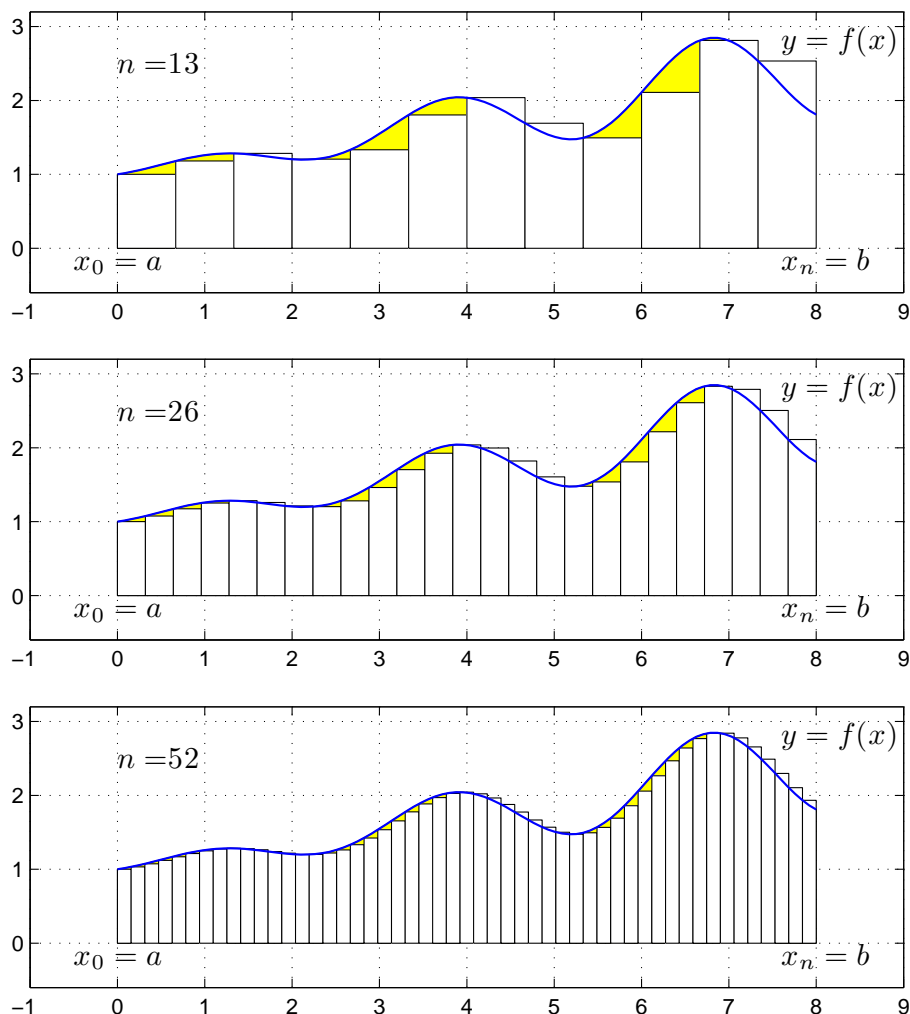 3
y = f(x)
n =13
2
1
0
x₀ = a
xₙ = b
−1 0 1 2 3 4 5 6 7 8 9
3
y = f(x)
n =26
2
1
0
x₀ = a
xₙ = b
−1 0 1 2 3 4 5 6 7 8 9
3
y = f(x)
n =52
2
1
0
x₀ = a
xₙ = b
−1 0 1 2 3 4 5 6 7 8 9